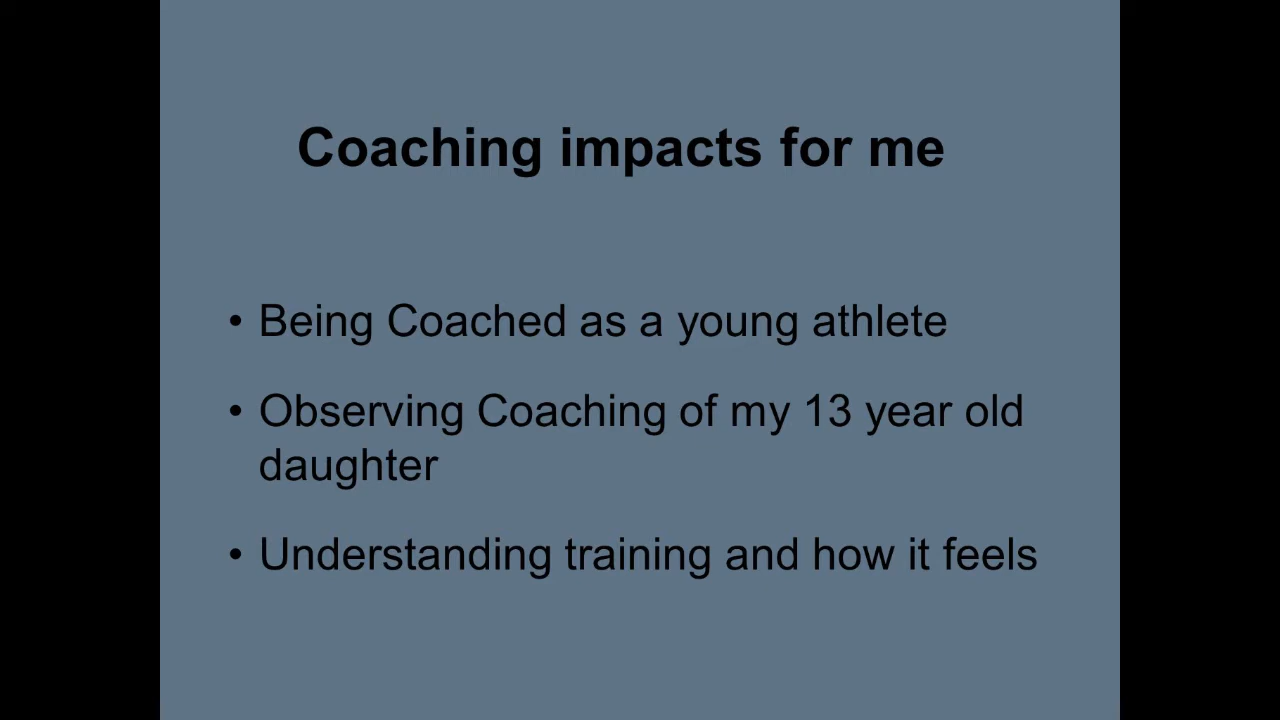 Coaching impacts for me
• Being Coached as a young athlete
• Observing Coaching of my 13 year old
daughter
• Understanding training and how it feels